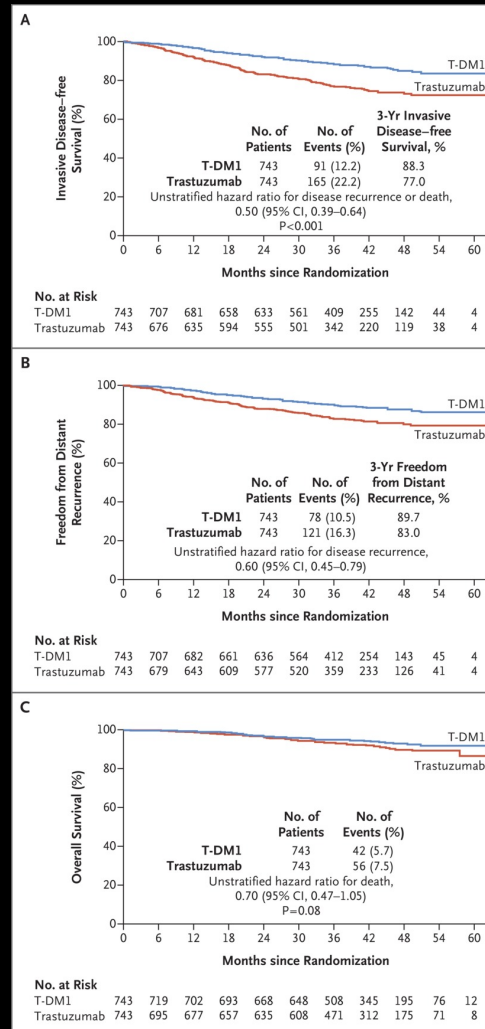 A
Invasive Disease–free
Survival (%)
100
80
60
40
20
0
T-DM1
Trastuzumab
No. of
Patients
No. of
Events (%)
3-Yr Invasive
Disease–free
Survival, %
T-DM1 743 91 (12.2) 88.3
Trastuzumab 743 165 (22.2) 77.0
Unstratified hazard ratio for disease recurrence or death,
0.50 (95% CI, 0.39–0.64)
P<0.001
0 6 12 18 24 30 36 42 48 54 60
Months since Randomization
No. at Risk
T-DM1 743 707 681 658 633 561 409 255 142 44 4
Trastuzumab 743 676 635 594 555 501 342 220 119 38 4
B
Freedom from Distant
Recurrence (%)
100
80
60
40
20
0
T-DM1
Trastuzumab
No. of
Patients
No. of
Events (%)
3-Yr Freedom
from Distant
Recurrence, %
T-DM1 743 78 (10.5) 89.7
Trastuzumab 743 121 (16.3) 83.0
Unstratified hazard ratio for disease recurrence,
0.60 (95% CI, 0.45–0.79)
0 6 12 18 24 30 36 42 48 54 60
Months since Randomization
No. at Risk
T-DM1 743 707 682 661 636 564 412 254 143 45 4
Trastuzumab 743 679 643 609 577 520 359 233 126 41 4
C
Overall Survival (%)
100
80
60
40
20
0
T-DM1
Trastuzumab
No. of
Patients
No. of
Events (%)
T-DM1 743 42 (5.7)
Trastuzumab 743 56 (7.5)
Unstratified hazard ratio for death,
0.70 (95% CI, 0.47–1.05)
P=0.08
0 6 12 18 24 30 36 42 48 54 60
Months since Randomization
No. at Risk
T-DM1 743 719 702 693 668 648 508 345 195 76 12
Trastuzumab 743 695 677 657 635 608 471 312 175 71 8